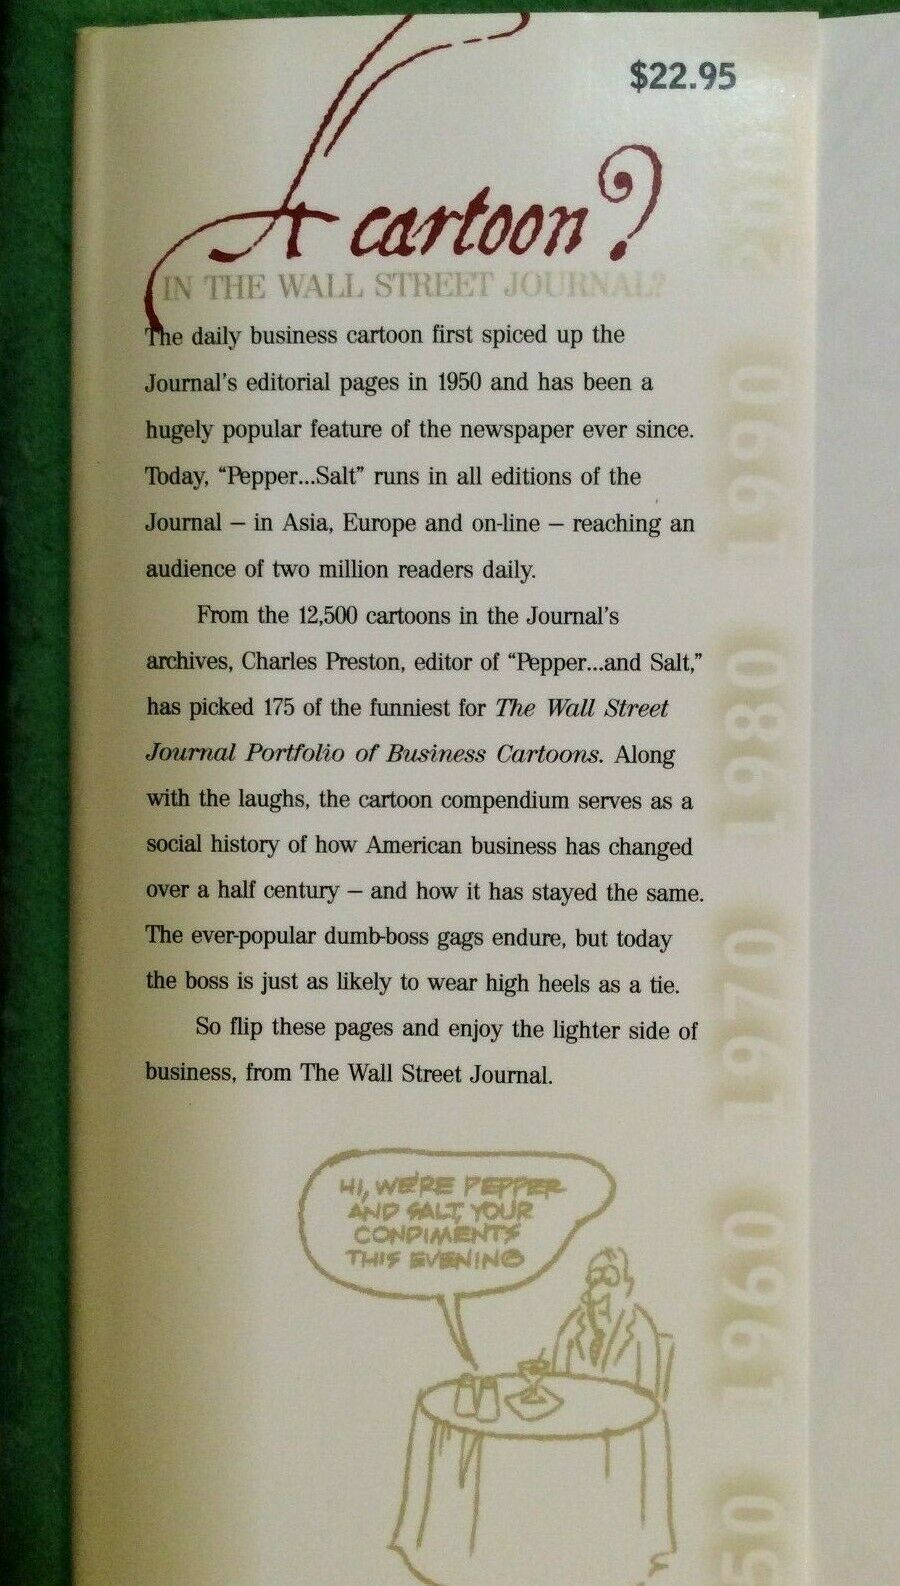 $22.95
A cartoon?
IN THE WALL STREET JOURNAL?
The daily business cartoon first spiced up the
Journal's editorial pages in 1950 and has been a
hugely popular feature of the newspaper ever since.
Today, “Pepper...Salt” runs in all editions of the
Journal – in Asia, Europe and on-line – reaching an
audience of two million readers daily.
From the 12,500 cartoons in the Journal's
archives, Charles Preston, editor of “Pepper...and Salt,”
has picked 175 of the funniest for The Wall Street
Journal Portfolio of Business Cartoons. Along
with the laughs, the cartoon compendium serves as a
social history of how American business has changed
over a half century – and how it has stayed the same.
The ever-popular dumb-boss gags endure, but today
the boss is just as likely to wear high heels as a tie.
So flip these pages and enjoy the lighter side of
business, from The Wall Street Journal.
HI, WE'RE PEPPER
AND SALT, YOUR
CONDIMENTS
THIS EVENING
50 1960 1970 1980 1990